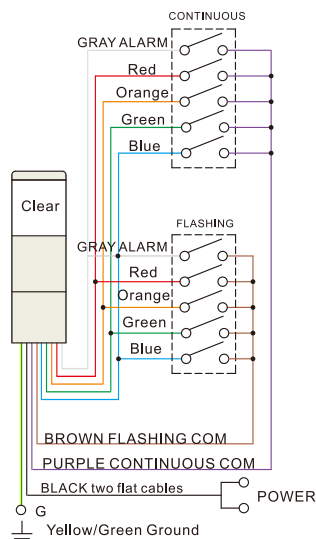 CONTINUOUS
GRAY ALARM
Red
Orange
Green
Blue
Clear
FLASHING
GRAY ALARM
Red
Orange
Green
Blue
BROWN FLASHING COM
PURPLE CONTINUOUS COM
BLACK two flat cables
POWER
G
Yellow/Green Ground